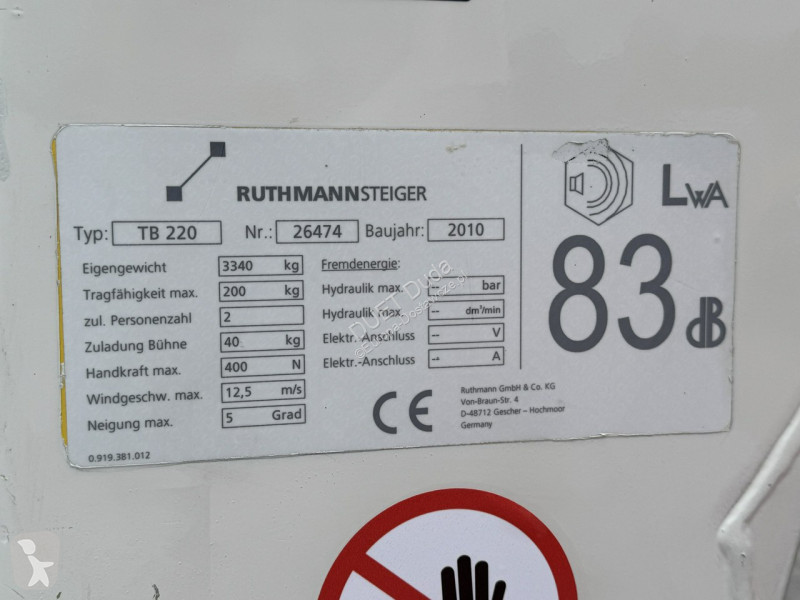 RUTHMANNSTEIGER
Typ: TB 220 Nr.: 26474 Baujahr: 2010
Eigengewicht 3340 kg
Tragfähigkeit max. 200 kg
zul. Personenzahl 2
Zuladung Bühne 40 kg
Handkraft max. 400 N
Windgeschw. max. 12,5 m/s
Neigung max. 5 Grad
0.919.381.012
Fremdenergie:
Hydraulik max. -- bar
Hydraulik max. -- dm³/min
Elektr.-Anschluss -- V
Elektr.-Anschluss -- A
CE
Ruthmann GmbH & Co. KG
Von-Braun-Str. 4
D-48712 Gescher – Hochmoor
Germany
LWA
83 dB
DUET Duda